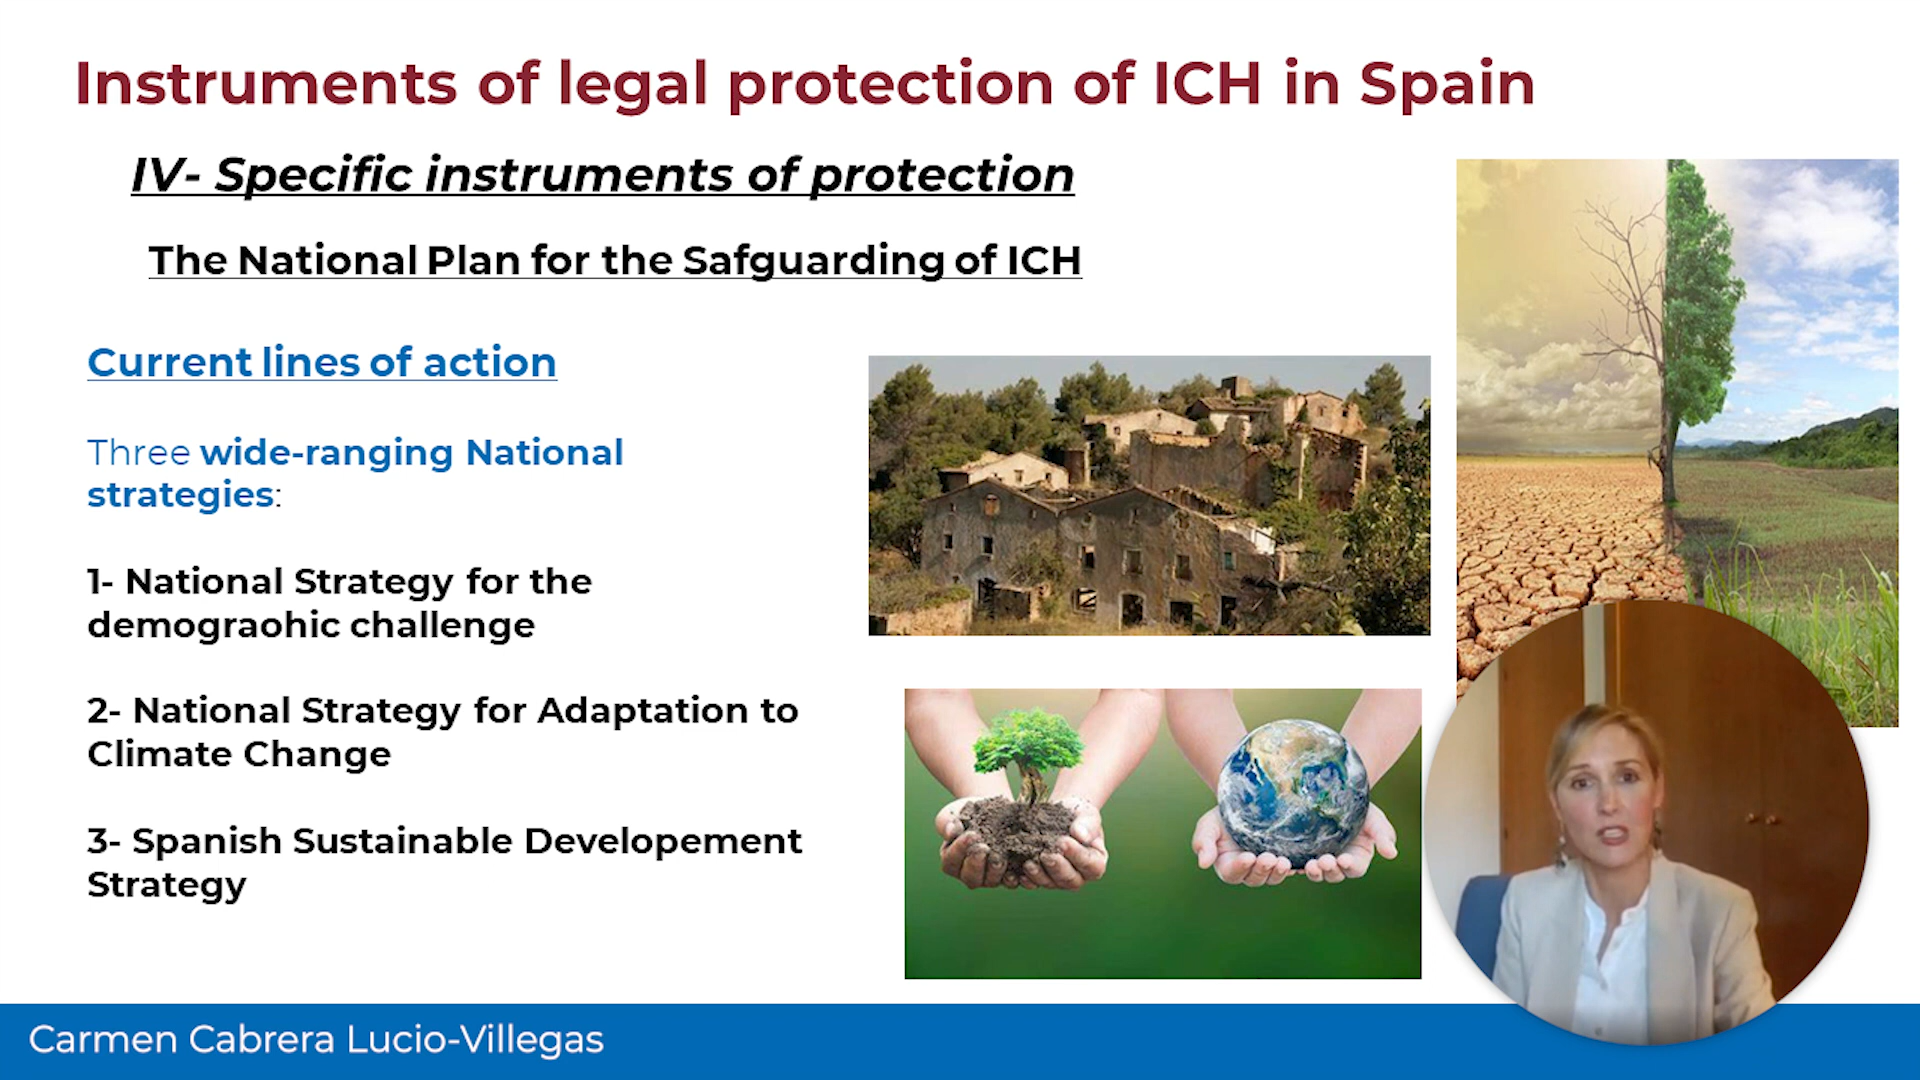 Instruments of legal protection of ICH in Spain
IV- Specific instruments of protection
The National Plan for the Safguarding of ICH
Current lines of action
Three wide-ranging National
strategies:
1- National Strategy for the
demograohic challenge
2- National Strategy for Adaptation to
Climate Change
3- Spanish Sustainable Developement
Strategy
Carmen Cabrera Lucio-Villegas